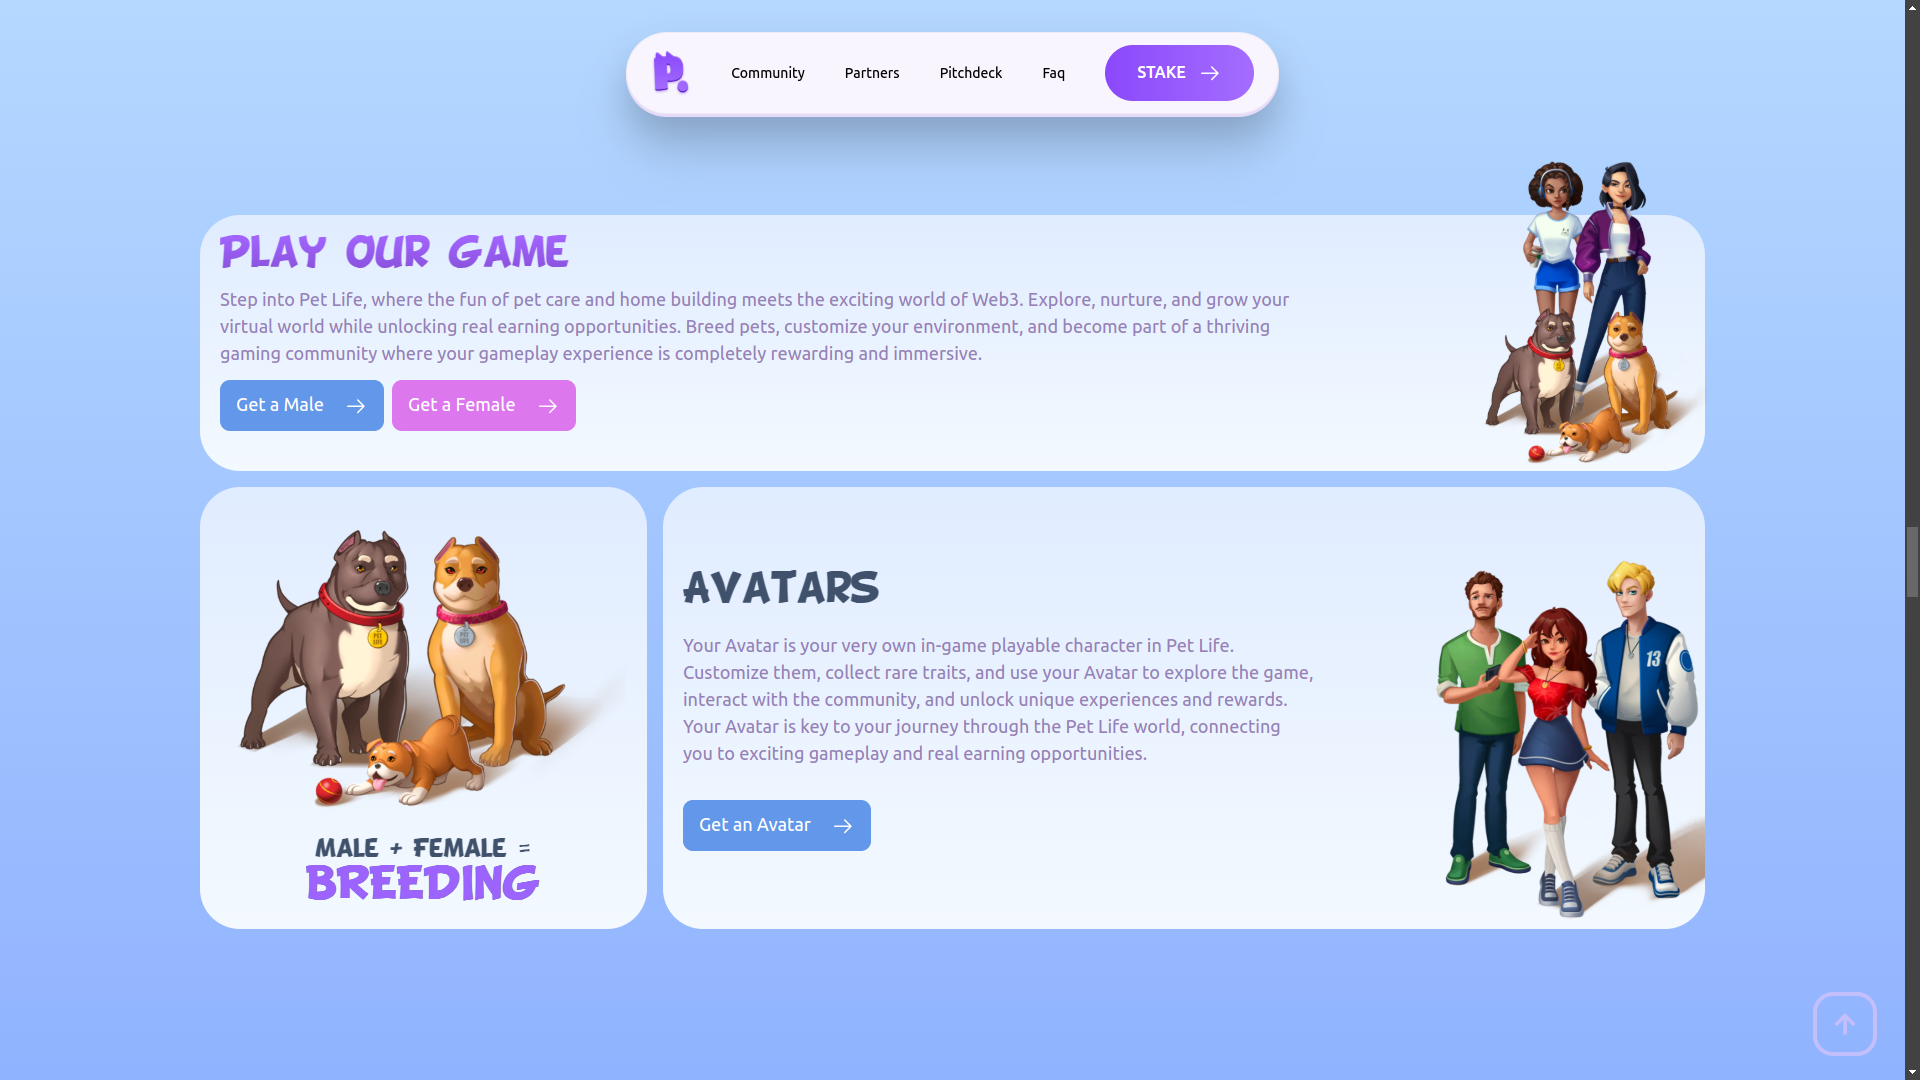 P.
Community
Partners
Pitchdeck
Faq
STAKE
PLAY OUR GAME
Step into Pet Life, where the fun of pet care and home building meets the exciting world of Web3. Explore, nurture, and grow your
virtual world while unlocking real earning opportunities. Breed pets, customize your environment, and become part of a thriving
gaming community where your gameplay experience is completely rewarding and immersive.
Get a Male
Get a Female
PET
LIFE
PET
LIFE
MALE + FEMALE =
BREEDING
AVATARS
Your Avatar is your very own in-game playable character in Pet Life.
Customize them, collect rare traits, and use your Avatar to explore the game,
interact with the community, and unlock unique experiences and rewards.
Your Avatar is key to your journey through the Pet Life world, connecting
you to exciting gameplay and real earning opportunities.
Get an Avatar
13